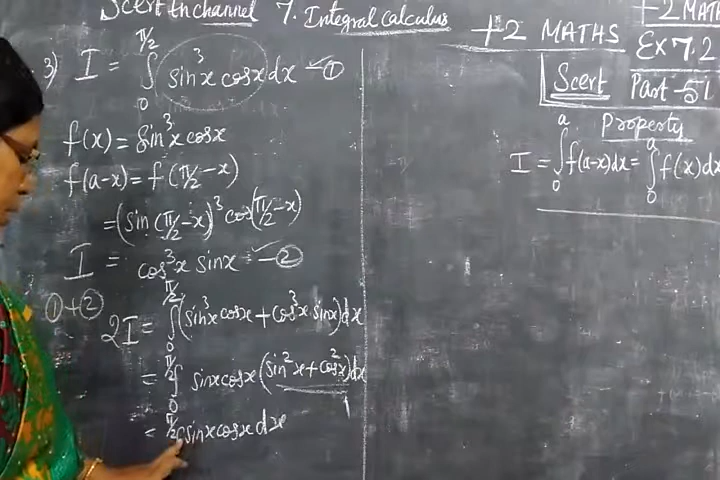 Scert tn channel 7. Integral calculus
3) I = ∫₀^{π/2} sin³x cosx dx – ①
f(x) = sin³x cosx
f(a-x) = f(π/2 - x)
= (sin(π/2 - x))³ cos(π/2 - x)
I = cos³x sinx – ②
①+② 2I = ∫₀^{π/2} (sin³x cosx + cos³x sinx) dx
= ∫₀^{π/2} sinx cosx (sin²x + cos²x) dx
1
= π/2 sinx cosx dx
+2 MATHS
+2 MATH
Ex 7.2
Scert Part -51
Property
I = ∫₀^a f(a-x) dx = ∫₀^a f(x) dx